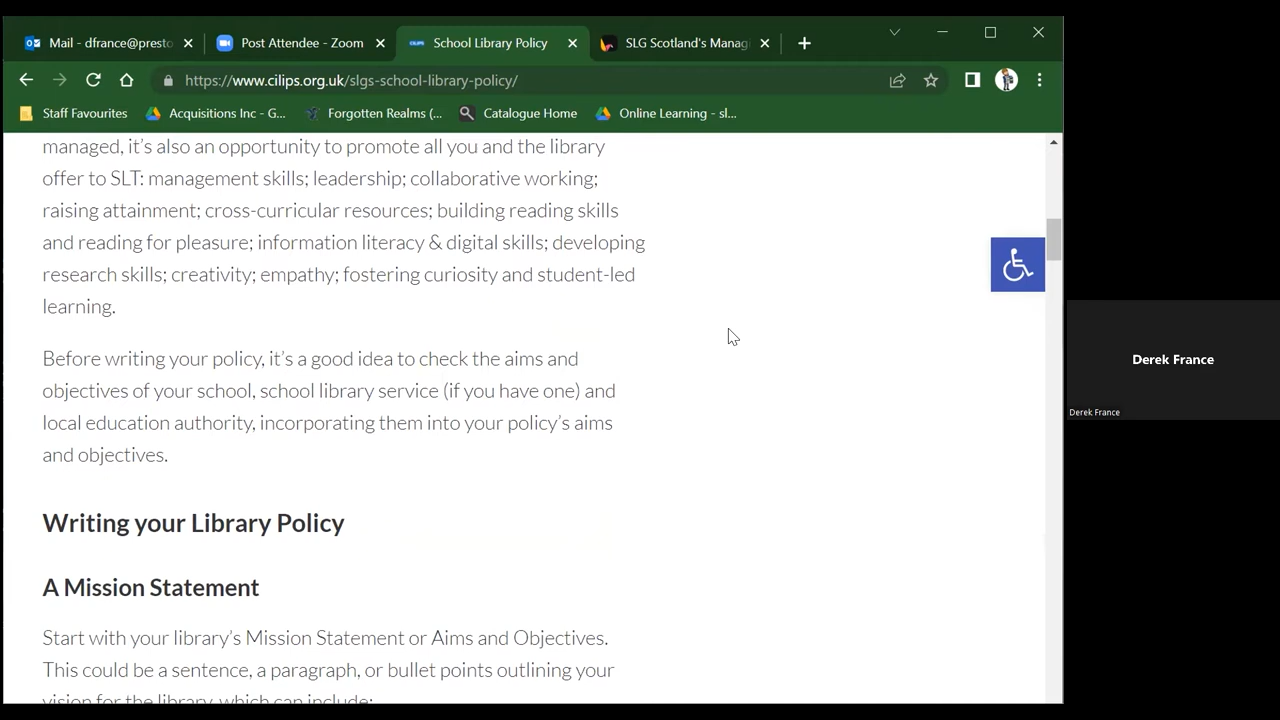 Mail - dfrance@presto
Post Attendee - Zoom
School Library Policy
SLG Scotland's Manag
https://www.cilips.org.uk/slgs-school-library-policy/
Staff Favourites
Acquisitions Inc - G...
Forgotten Realms (...
Catalogue Home
Online Learning - sl...
managed, it's also an opportunity to promote all you and the library
offer to SLT: management skills; leadership; collaborative working;
raising attainment; cross-curricular resources; building reading skills
and reading for pleasure; information literacy & digital skills; developing
research skills; creativity; empathy; fostering curiosity and student-led
learning.
Before writing your policy, it's a good idea to check the aims and
objectives of your school, school library service (if you have one) and
local education authority, incorporating them into your policy's aims
and objectives.
Writing your Library Policy
A Mission Statement
Start with your library's Mission Statement or Aims and Objectives.
This could be a sentence, a paragraph, or bullet points outlining your
vision for the library, which can include:
Derek France
Derek France